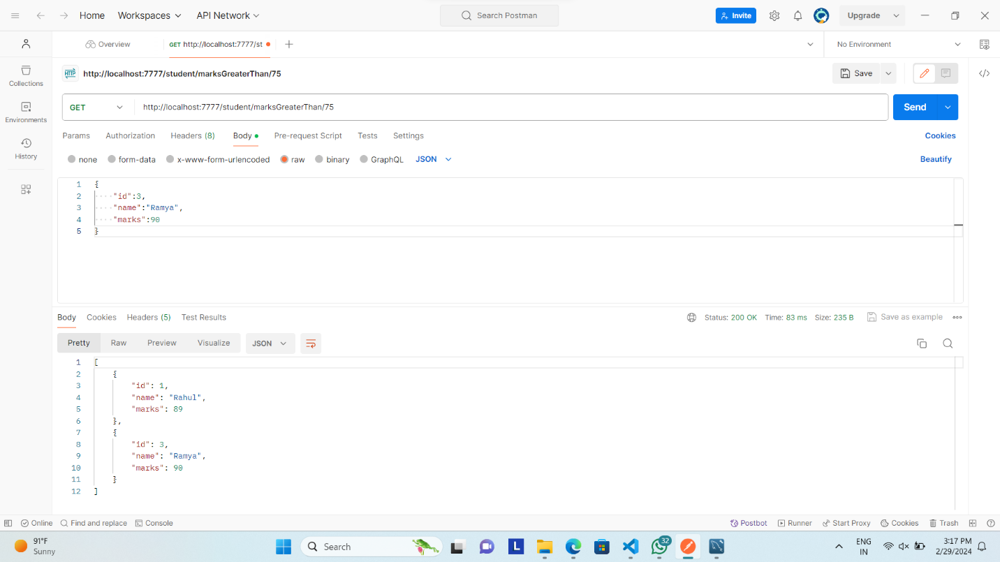 Home Workspaces API Network Search Postman Invite Upgrade
Overview GET http://localhost:7777/st No Environment
HTTP http://localhost:7777/student/marksGreaterThan/75 Save
Collections
Environments
History
GET http://localhost:7777/student/marksGreaterThan/75 Send
Params Authorization Headers (8) Body Pre-request Script Tests Settings Cookies
none form-data x-www-form-urlencoded raw binary GraphQL JSON Beautify
1 {
2 "id":3,
3 "name":"Ramya",
4 "marks":90
5 }
Body Cookies Headers (5) Test Results Status: 200 OK Time: 83 ms Size: 235 B Save as example
Pretty Raw Preview Visualize JSON
1 [
2 {
3 "id": 1,
4 "name": "Rahul",
5 "marks": 89
6 },
7 {
8 "id": 3,
9 "name": "Ramya",
10 "marks": 90
11 }
12 ]
Online Find and replace Console Postbot Runner Start Proxy Cookies Trash
91°F
Sunny
Search
L
32
ENG
IN
3:17 PM
2/29/2024